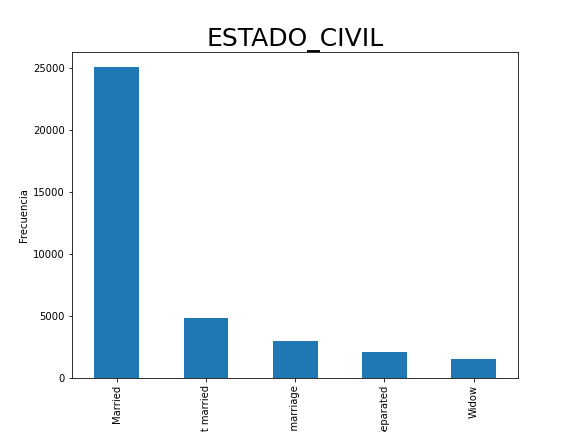 ESTADO_CIVIL
25000
20000
15000
10000
5000
0
Frecuencia
Married
t married
marriage
eparated
Widow